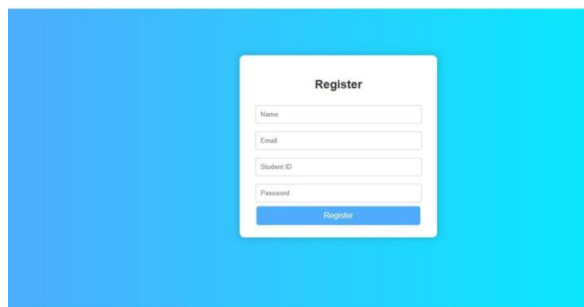 Register
Name
Email
Student ID
Password
Register